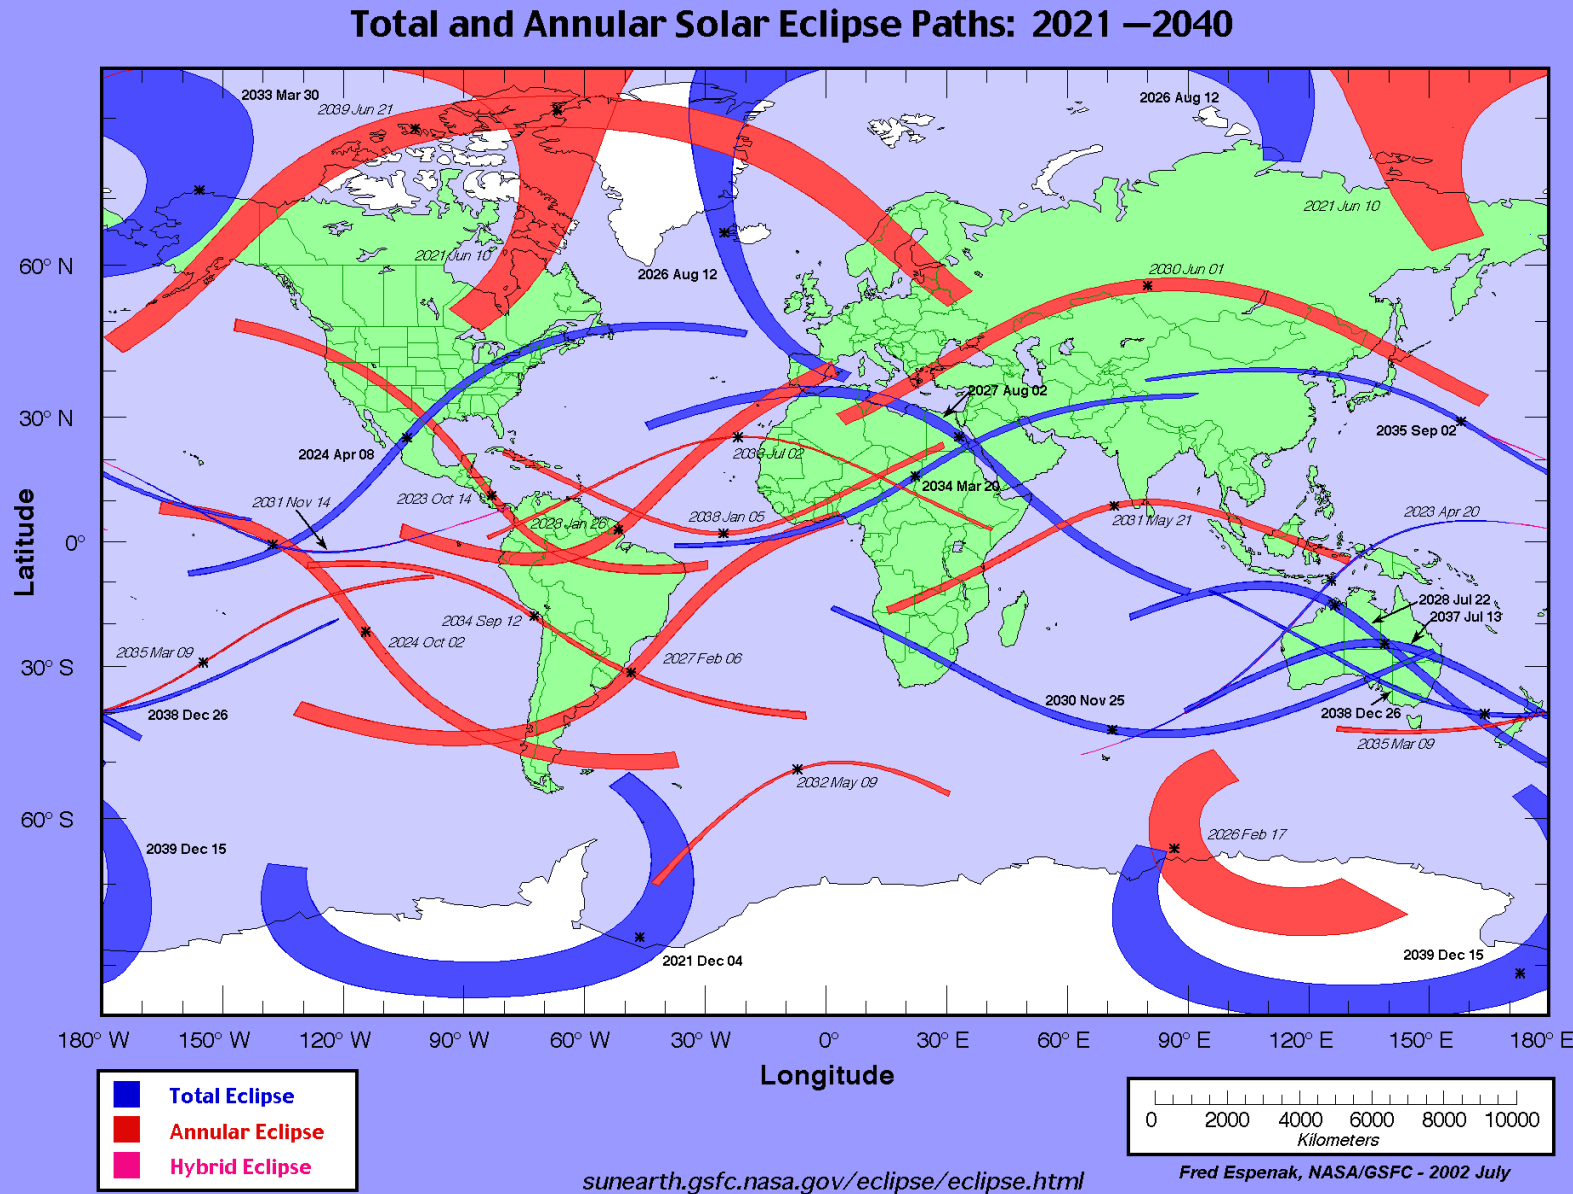 Total and Annular Solar Eclipse Paths: 2021 —2040
2033 Mar 30
2039 Jun 21
2026 Aug 12
2021 Jun 10
2021 Jun 10
2026 Aug 12
2030 Jun 01
60° N
2027 Aug 02
30° N
2035 Sep 02
2024 Apr 08
2033 Jul 02
2034 Mar 20
2031 Nov 14
2023 Oct 14
2028 Jan 26
2038 Jan 05
2031 May 21
2023 Apr 20
0°
Latitude
2028 Jul 22
2037 Jul 13
2034 Sep 12
2024 Oct 02
2035 Mar 09
2027 Feb 06
30° S
2030 Nov 25
2038 Dec 26
2038 Dec 26
2035 Mar 09
2032 May 09
60° S
2026 Feb 17
2039 Dec 15
2021 Dec 04
2039 Dec 15
180° W 150° W 120° W 90° W 60° W 30° W 0° 30° E 60° E 90° E 120° E 150° E 180° E
Longitude
Total Eclipse
Annular Eclipse
Hybrid Eclipse
0 2000 4000 6000 8000 10000
Kilometers
Fred Espenak, NASA/GSFC - 2002 July
sunearth.gsfc.nasa.gov/eclipse/eclipse.html